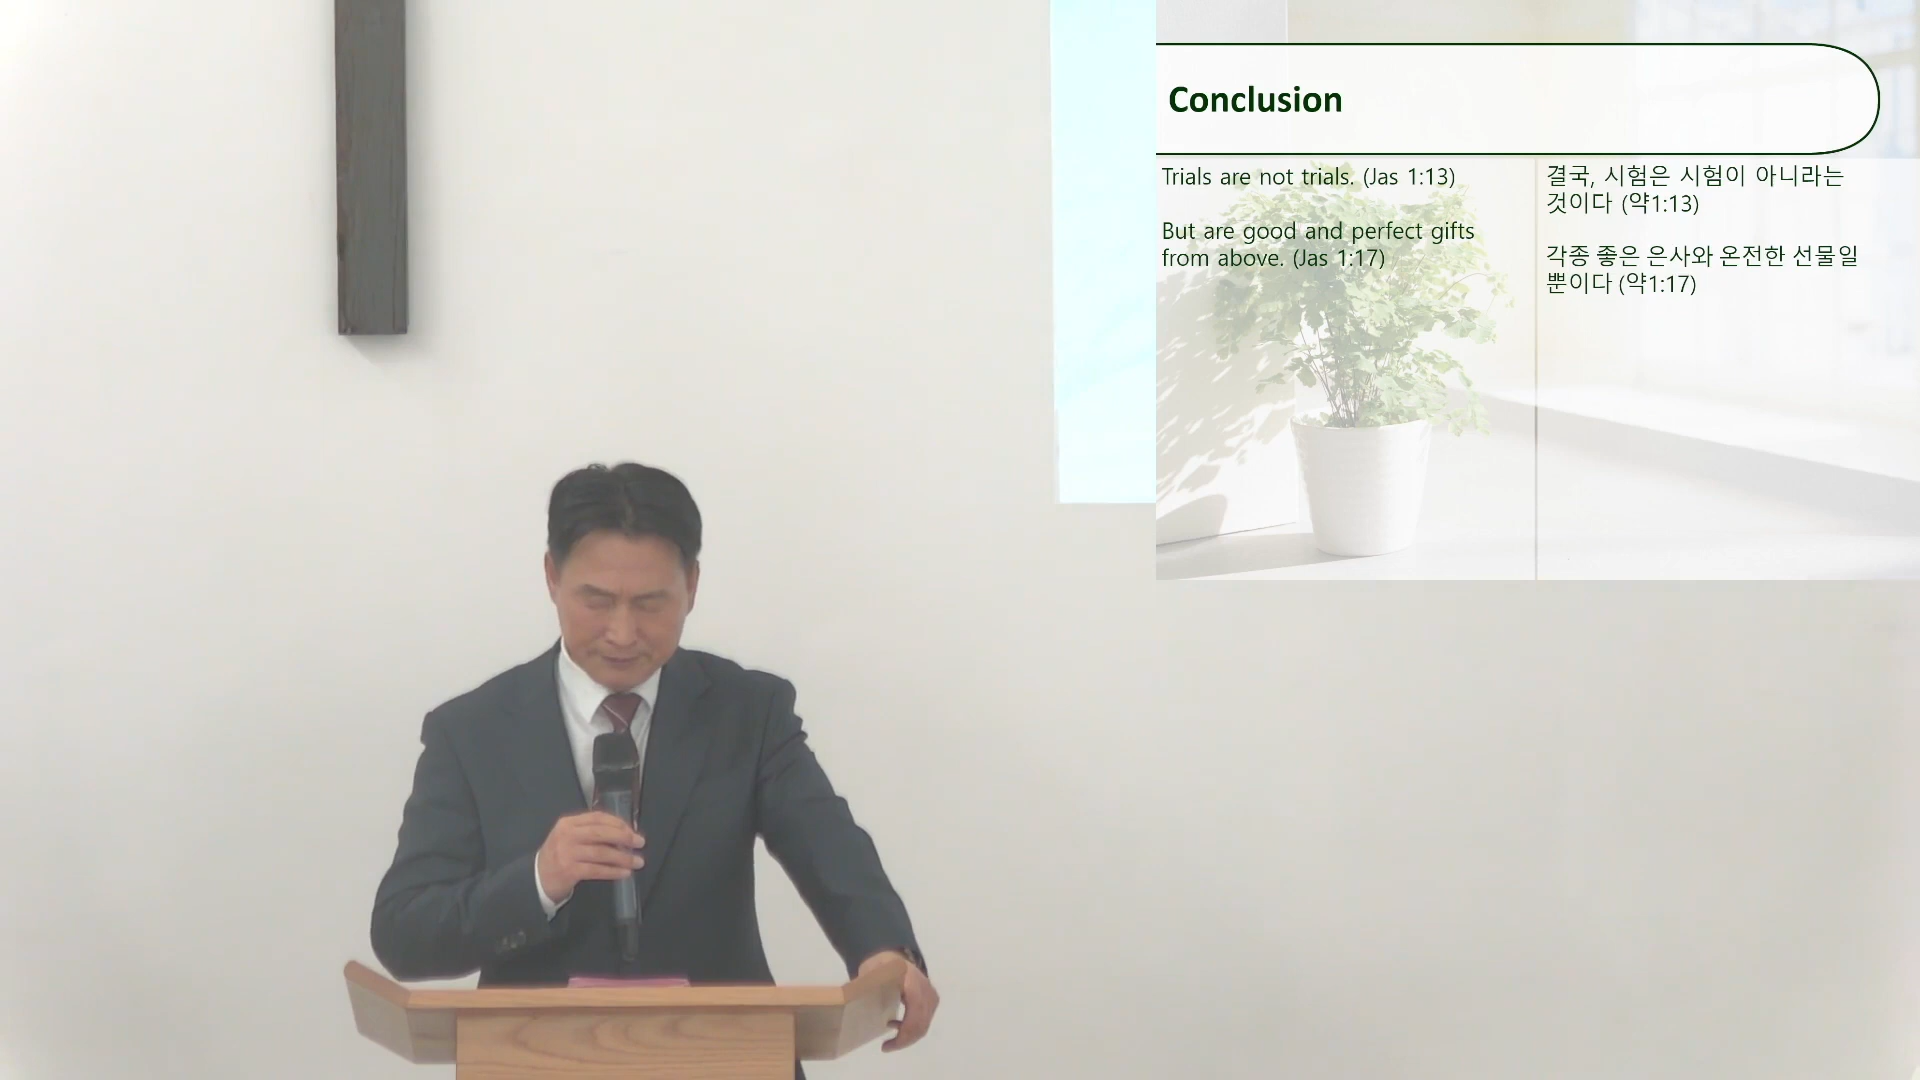 Conclusion
Trials are not trials. (Jas 1:13)
But are good and perfect gifts
from above. (Jas 1:17)
결국, 시험은 시험이 아니라는
것이다 (약1:13)
각종 좋은 은사와 온전한 선물일
뿐이다 (약1:17)